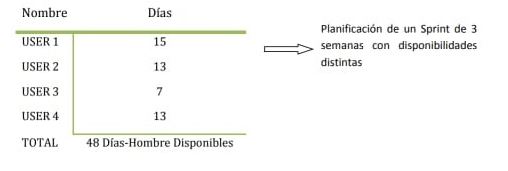 Nombre Días
USER 1 15
USER 2 13
USER 3 7
USER 4 13
TOTAL 48 Días-Hombre Disponibles
Planificación de un Sprint de 3
semanas con disponibilidades
distintas